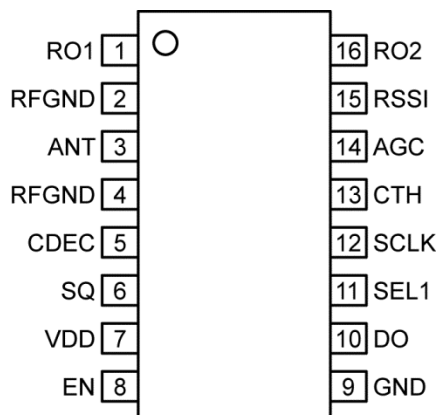 RO1 1 16 RO2
RFGND 2 15 RSSI
ANT 3 14 AGC
RFGND 4 13 CTH
CDEC 5 12 SCLK
SQ 6 11 SEL1
VDD 7 10 DO
EN 8 9 GND